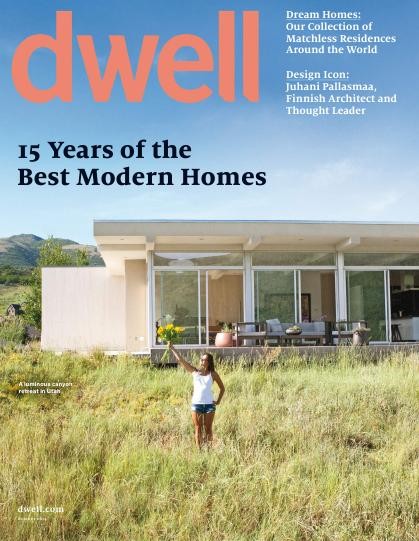 dwell
Dream Homes:
Our Collection of
Matchless Residences
Around the World
Design Icon:
Juhani Pallasmaa,
Finnish Architect and
Thought Leader
15 Years of the
Best Modern Homes
A luminous canyon
retreat in Utah
dwell.com